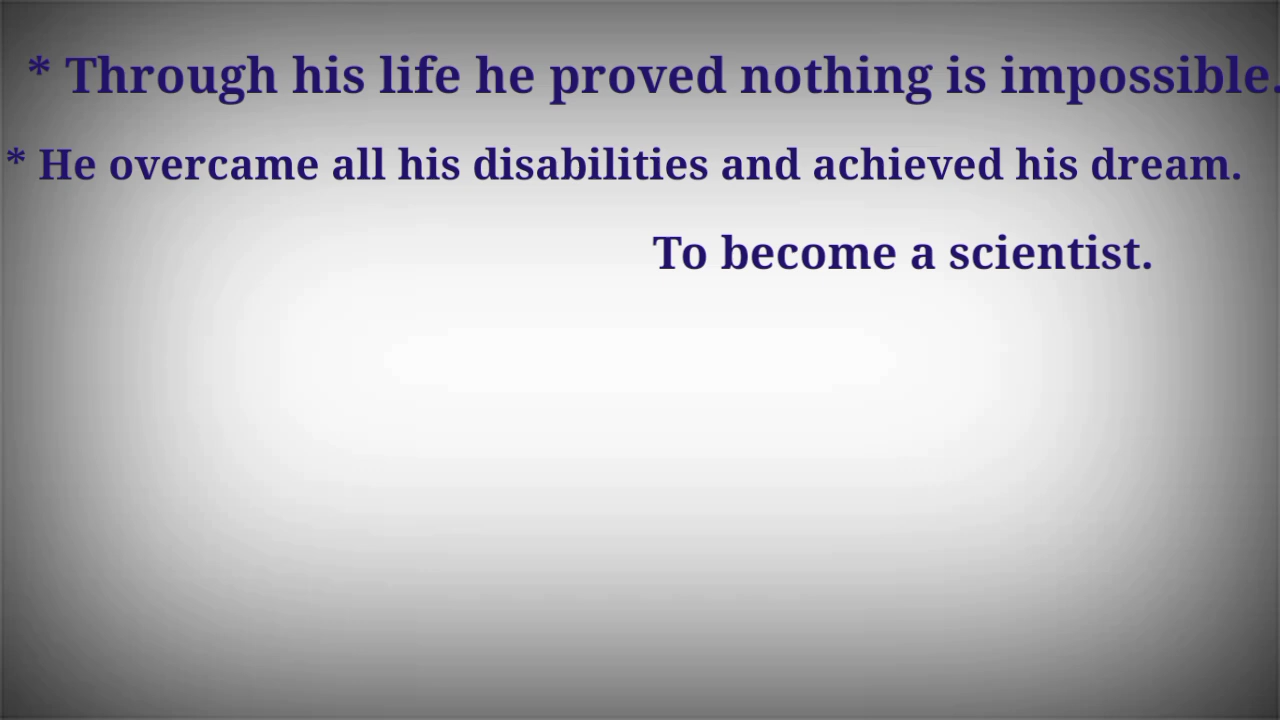 * Through his life he proved nothing is impossible.
* He overcame all his disabilities and achieved his dream.
To become a scientist.